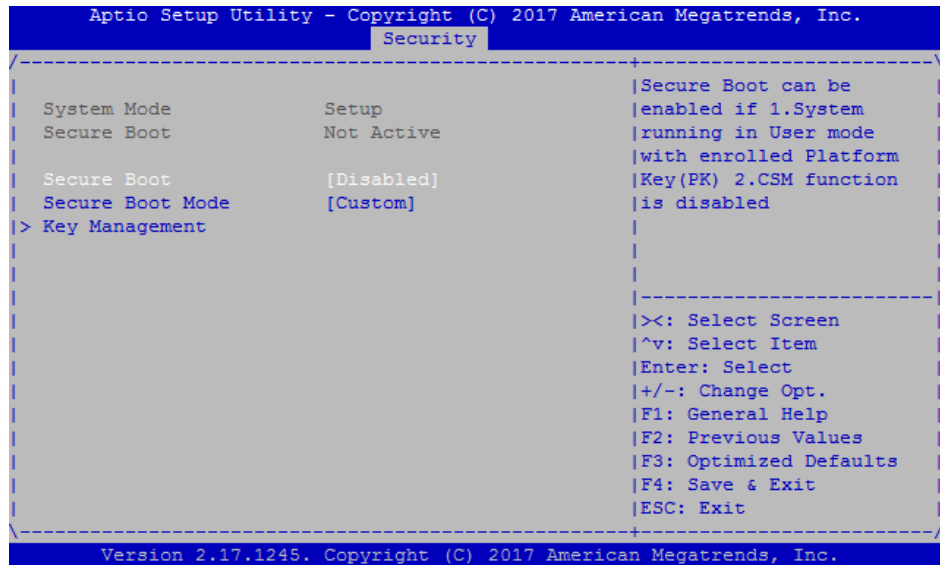 Aptio Setup Utility - Copyright (C) 2017 American Megatrends, Inc.
Security
/----------------------------------------------------+-------------------------\
|Secure Boot can be
System Mode Setup |enabled if 1.System
Secure Boot Not Active |running in User mode
|with enrolled Platform
Secure Boot [Disabled] |Key(PK) 2.CSM function
Secure Boot Mode [Custom] |is disabled
|> Key Management
|-------------------------|
|><: Select Screen
|^v: Select Item
|Enter: Select
|+/-: Change Opt.
|F1: General Help
|F2: Previous Values
|F3: Optimized Defaults
|F4: Save & Exit
|ESC: Exit
\----------------------------------------------------+-------------------------/
Version 2.17.1245. Copyright (C) 2017 American Megatrends, Inc.